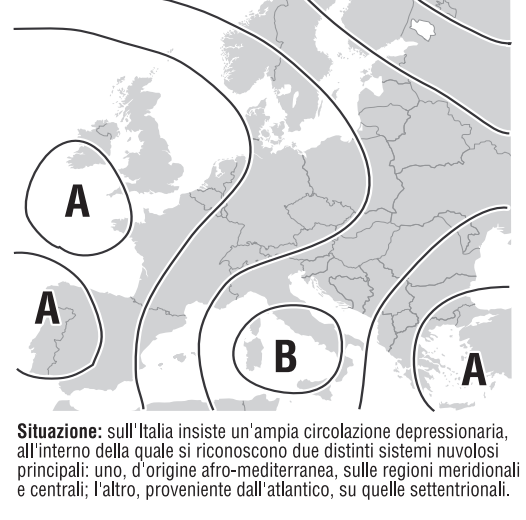 A
A
B
A
Situazione: sull'Italia insiste un'ampia circolazione depressionaria,
all'interno della quale si riconoscono due distinti sistemi nuvolosi
principali: uno, d'origine afro-mediterranea, sulle regioni meridionali
e centrali; l'altro, proveniente dall'atlantico, su quelle settentrionali.